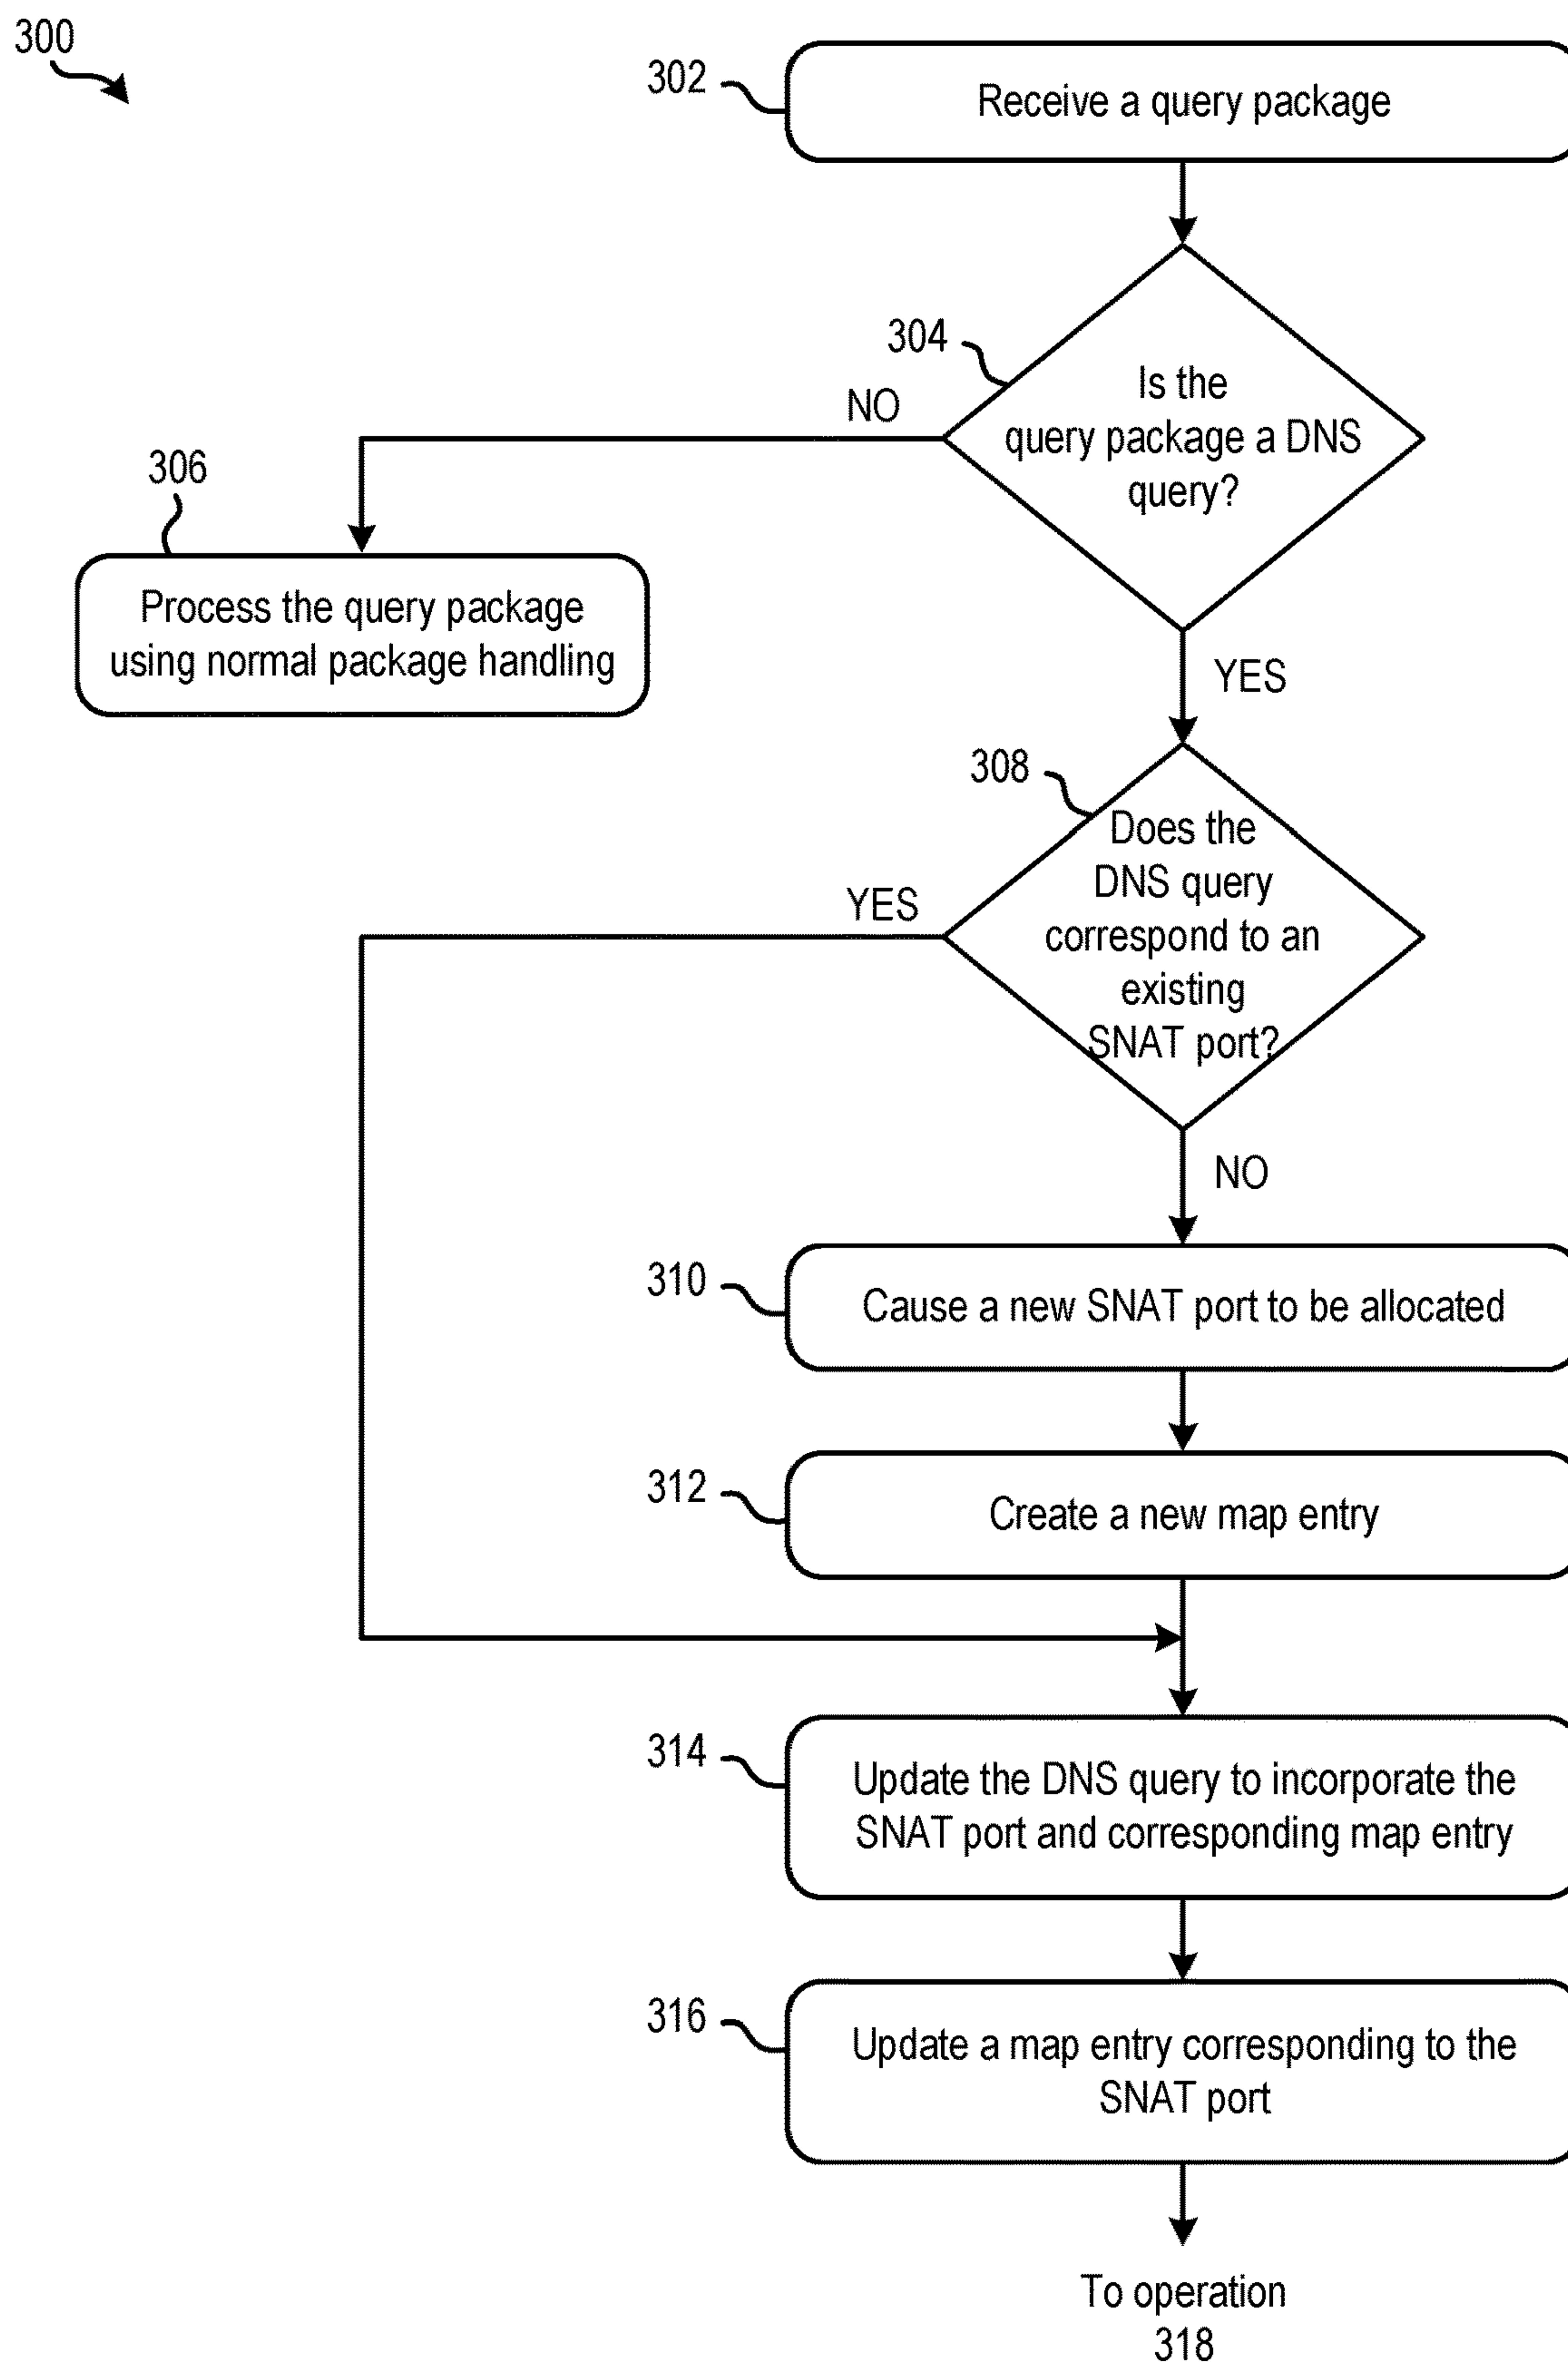 300
302
Receive a query package
304
Is the
query package a DNS
query?
NO
306
Process the query package
using normal package handling
YES
308
Does the
DNS query
correspond to an
existing
SNAT port?
YES
NO
310
Cause a new SNAT port to be allocated
312
Create a new map entry
314
Update the DNS query to incorporate the
SNAT port and corresponding map entry
316
Update a map entry corresponding to the
SNAT port
To operation
318